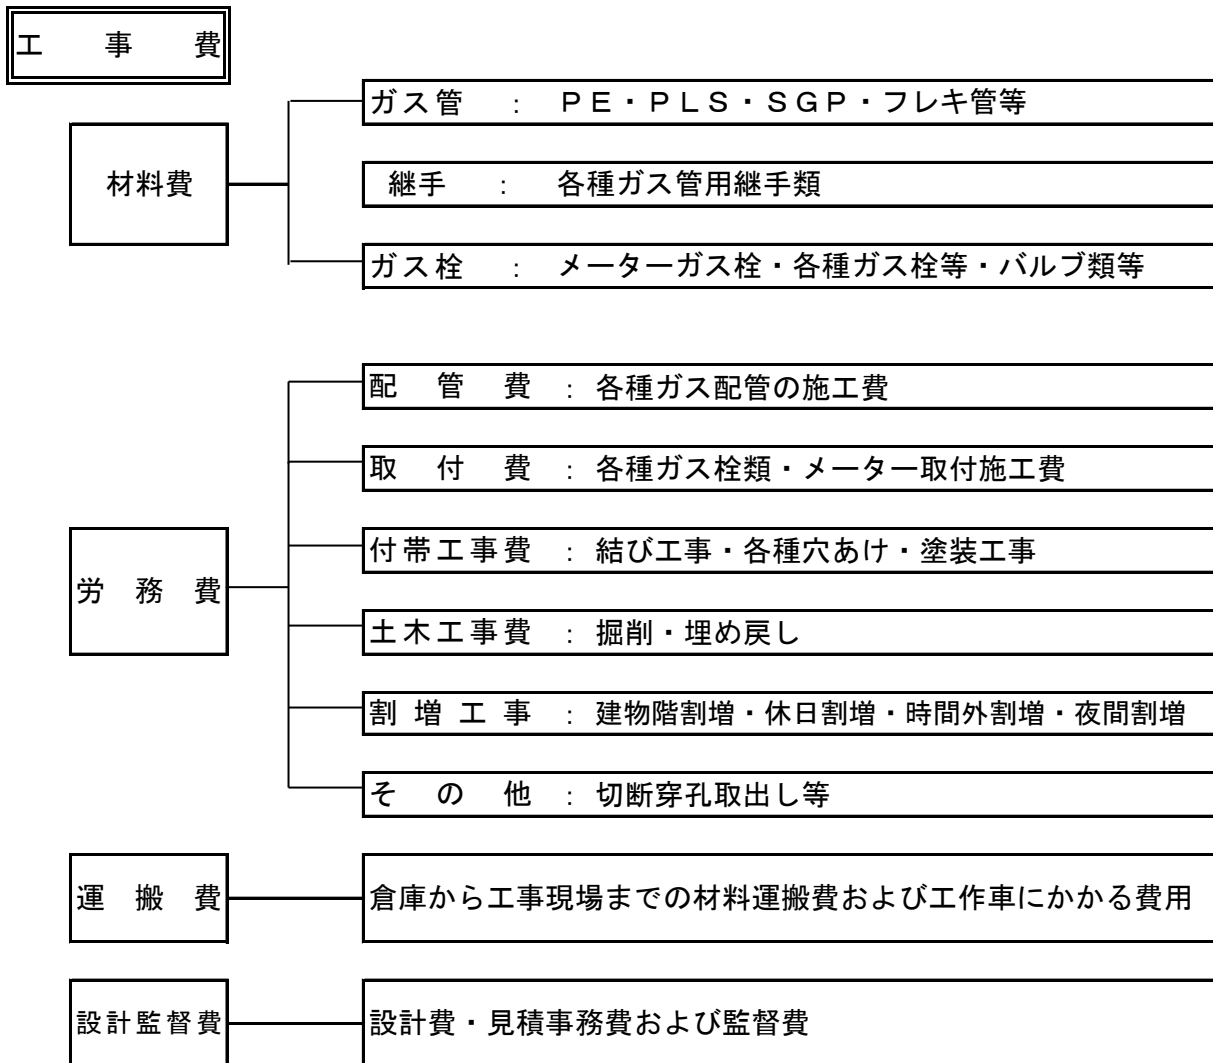 工事費
ガス管 : PE・PLS・SGP・フレキ管等
材料費
継手 : 各種ガス管用継手類
ガス栓 : メーターガス栓・各種ガス栓等・バルブ類等
配管費 : 各種ガス配管の施工費
取付費 : 各種ガス栓類・メーター取付施工費
付帯工事費 : 結び工事・各種穴あけ・塗装工事
労務費
土木工事費 : 掘削・埋め戻し
割増工事 : 建物階割増・休日割増・時間外割増・夜間割増
その他 : 切断穿孔取出し等
運搬費
倉庫から工事現場までの材料運搬費および工作車にかかる費用
設計監督費
設計費・見積事務費および監督費